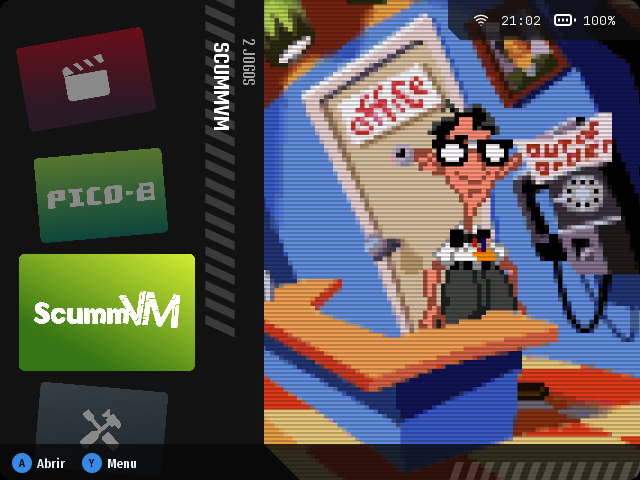 21:02
100%
2 JOGOS
SCUMMVM
PICO-8
ScummVM
office
out of order
A Abrir
Y Menu